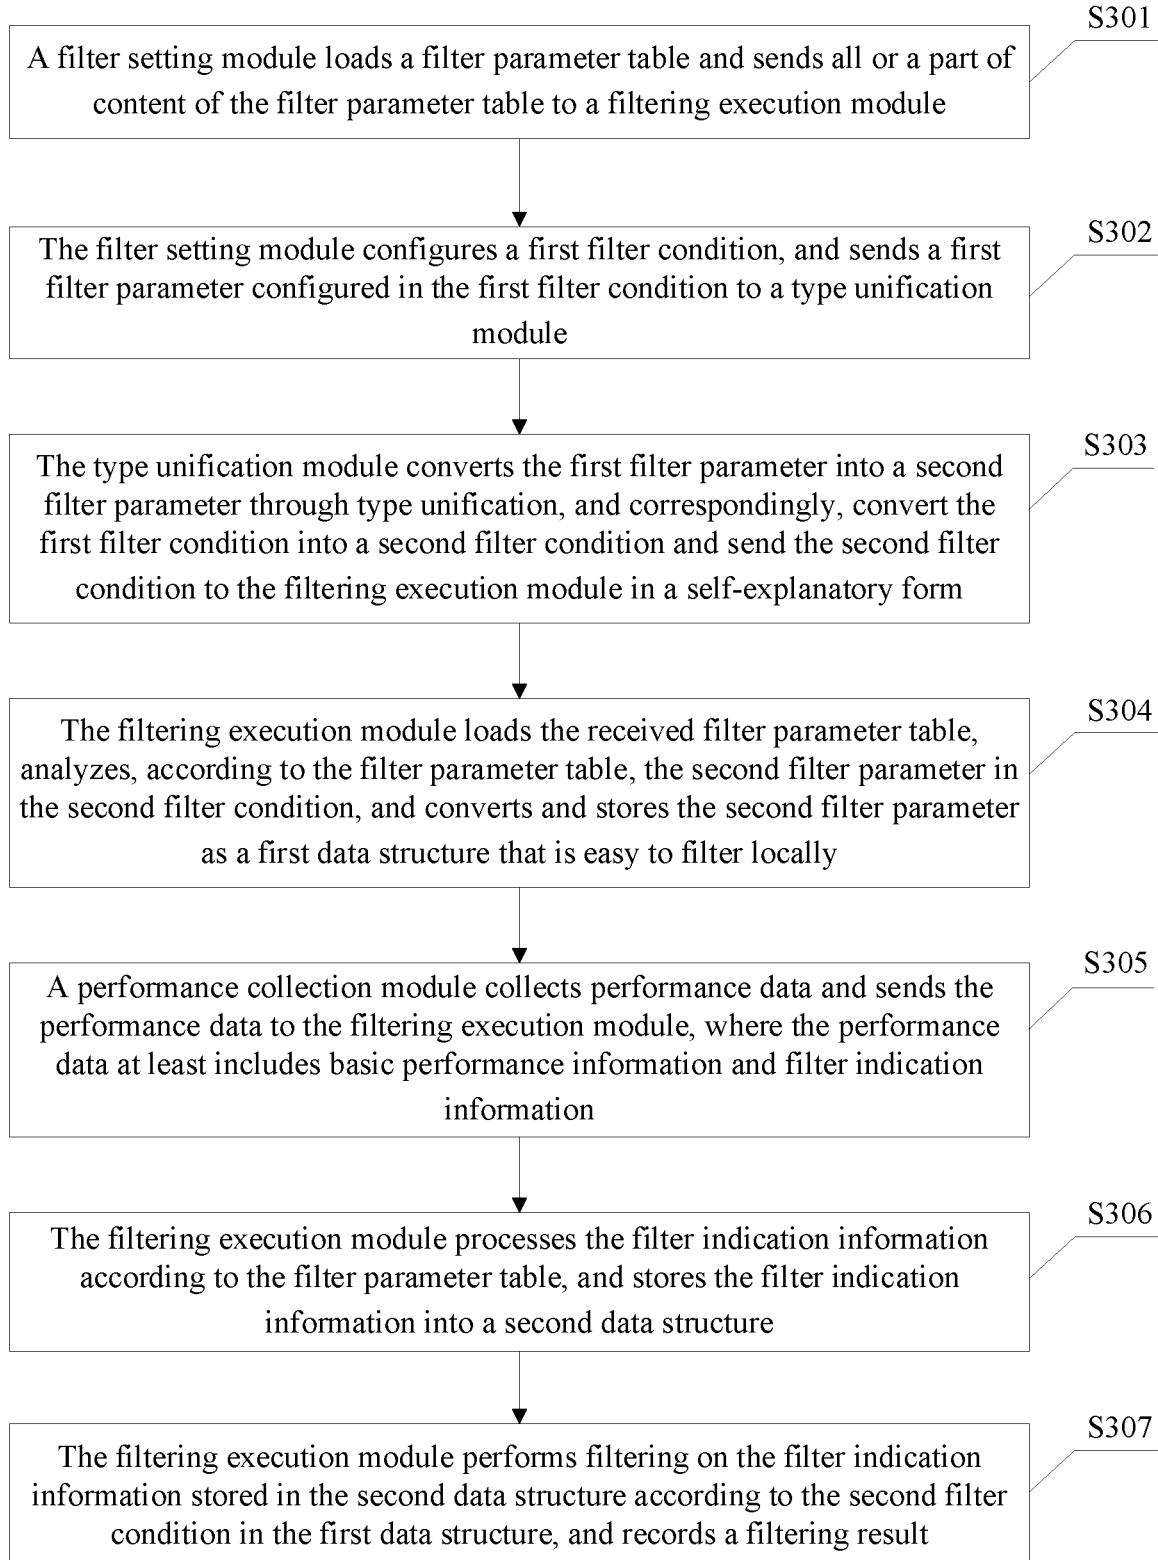 S301
A filter setting module loads a filter parameter table and sends all or a part of
content of the filter parameter table to a filtering execution module
S302
The filter setting module configures a first filter condition, and sends a first
filter parameter configured in the first filter condition to a type unification
module
S303
The type unification module converts the first filter parameter into a second
filter parameter through type unification, and correspondingly, convert the
first filter condition into a second filter condition and send the second filter
condition to the filtering execution module in a self-explanatory form
S304
The filtering execution module loads the received filter parameter table,
analyzes, according to the filter parameter table, the second filter parameter in
the second filter condition, and converts and stores the second filter parameter
as a first data structure that is easy to filter locally
S305
A performance collection module collects performance data and sends the
performance data to the filtering execution module, where the performance
data at least includes basic performance information and filter indication
information
S306
The filtering execution module processes the filter indication information
according to the filter parameter table, and stores the filter indication
information into a second data structure
S307
The filtering execution module performs filtering on the filter indication
information stored in the second data structure according to the second filter
condition in the first data structure, and records a filtering result